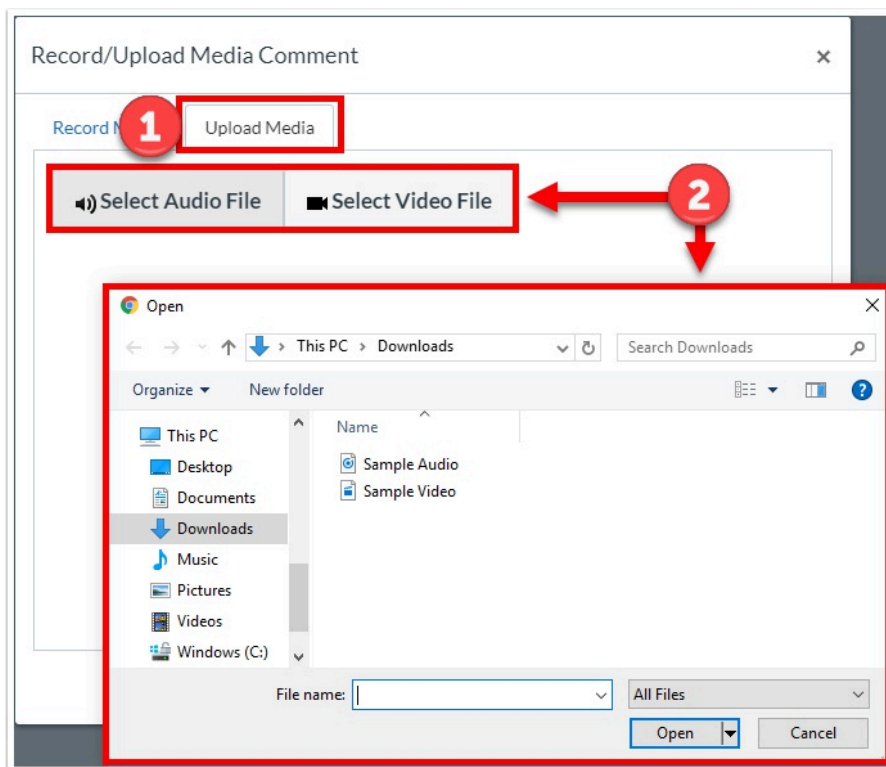 Record/Upload Media Comment
Record 1 Upload Media
Select Audio File Select Video File 2
Open
This PC > Downloads Search Downloads
Organize New folder
This PC Name
Desktop Sample Audio
Documents Sample Video
Downloads
Music
Pictures
Videos
Windows (C:)
File name: All Files
Open Cancel